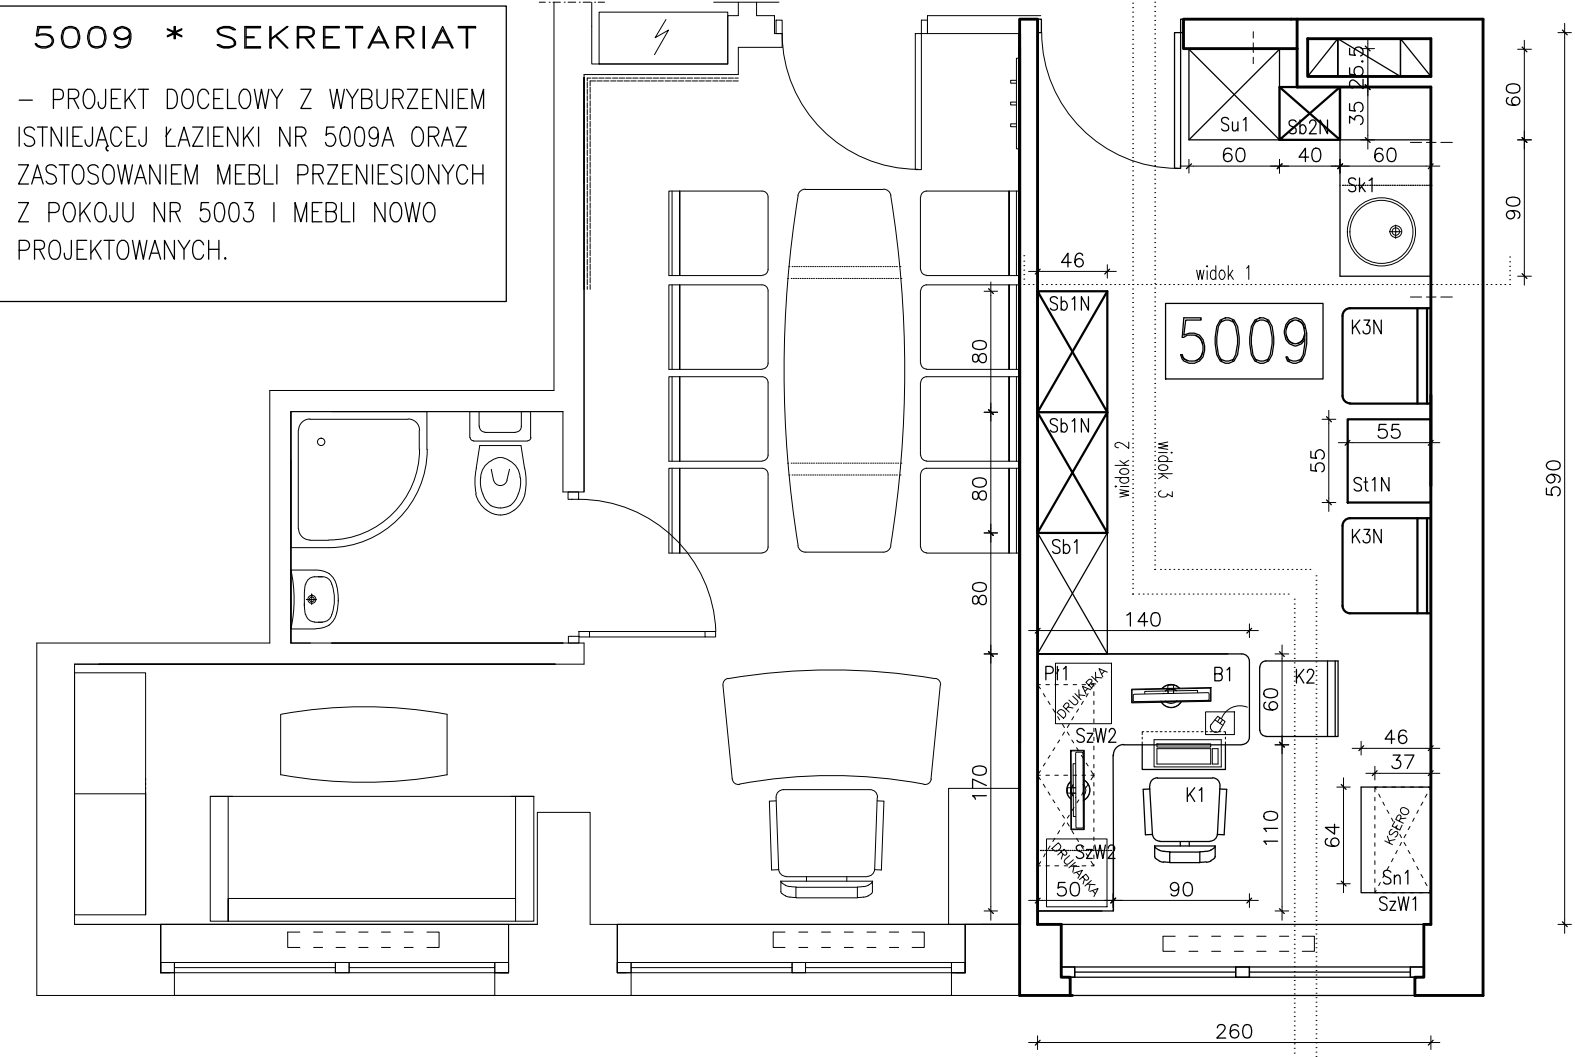 5009 * SEKRETARIAT
– PROJEKT DOCELOWY Z WYBURZENIEM
ISTNIEJĄCEJ ŁAZIENKI NR 5009A ORAZ
ZASTOSOWANIEM MEBLI PRZENIESIONYCH
Z POKOJU NR 5003 I MEBLI NOWO
PROJEKTOWANYCH.
25.5
35
Su1
Sb2N
60
40
60
60
90
Sk1
46
widok 1
Sb1N
5009
K3N
80
Sb1N
55
55
590
widok 2
widok 3
80
St1N
K3N
Sb1
80
140
Pł1
DRUKARKA
B1
K2
60
SzW2
46
37
170
K1
110
64
KSERO
SzW2
DRUKARKA
50
90
Sn1
SzW1
260